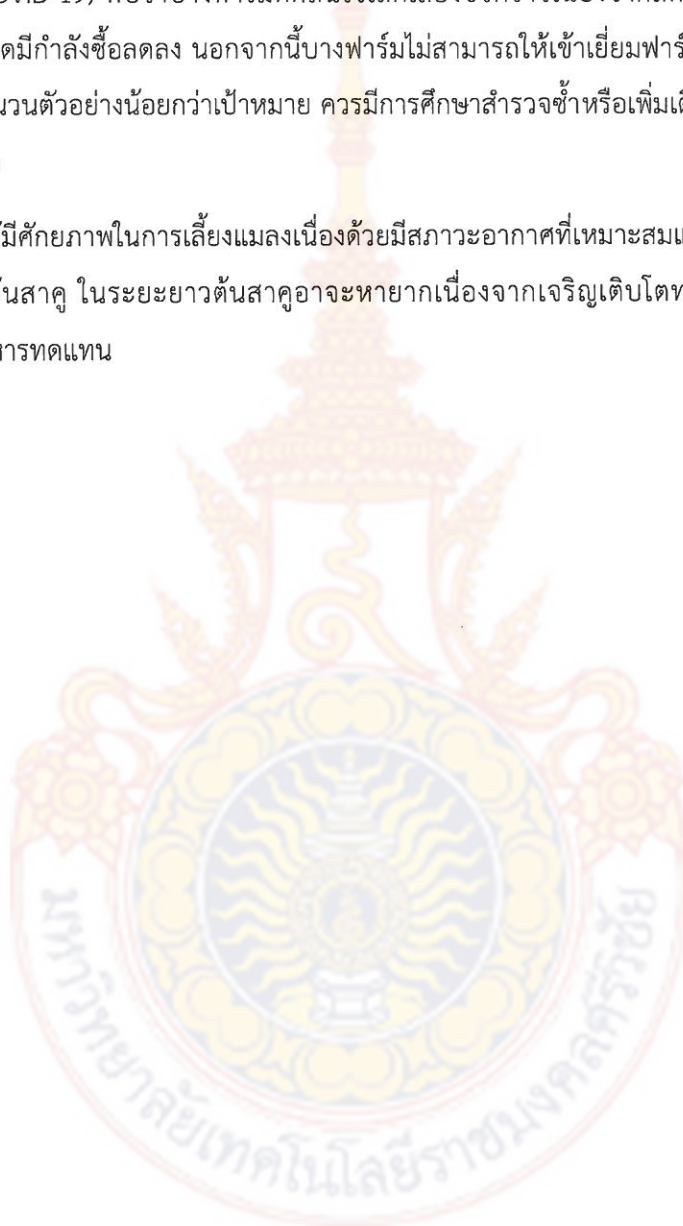 ดมีกำลังซื้อลดลง นอกจากนี้บางฟาร์มไม่สามารถให้เข้าเยี่ยมฟาร์
นวนตัวอย่างน้อยกว่าเป้าหมาย ควรมีการศึกษาสำรวจซ้ำหรือเพิ่มเติ
มีศักยภาพในการเลี้ยงแมลงเนื่องด้วยมีสภาวะอากาศที่เหมาะสมแ
นสาคู ในระยะยาวต้นสาคูอาจจะหายากเนื่องจากเจริญเติบโต
หารทดแทน
มหาวิทยาลัยเทคโนโลยีราชมงคลศรีวิชัย